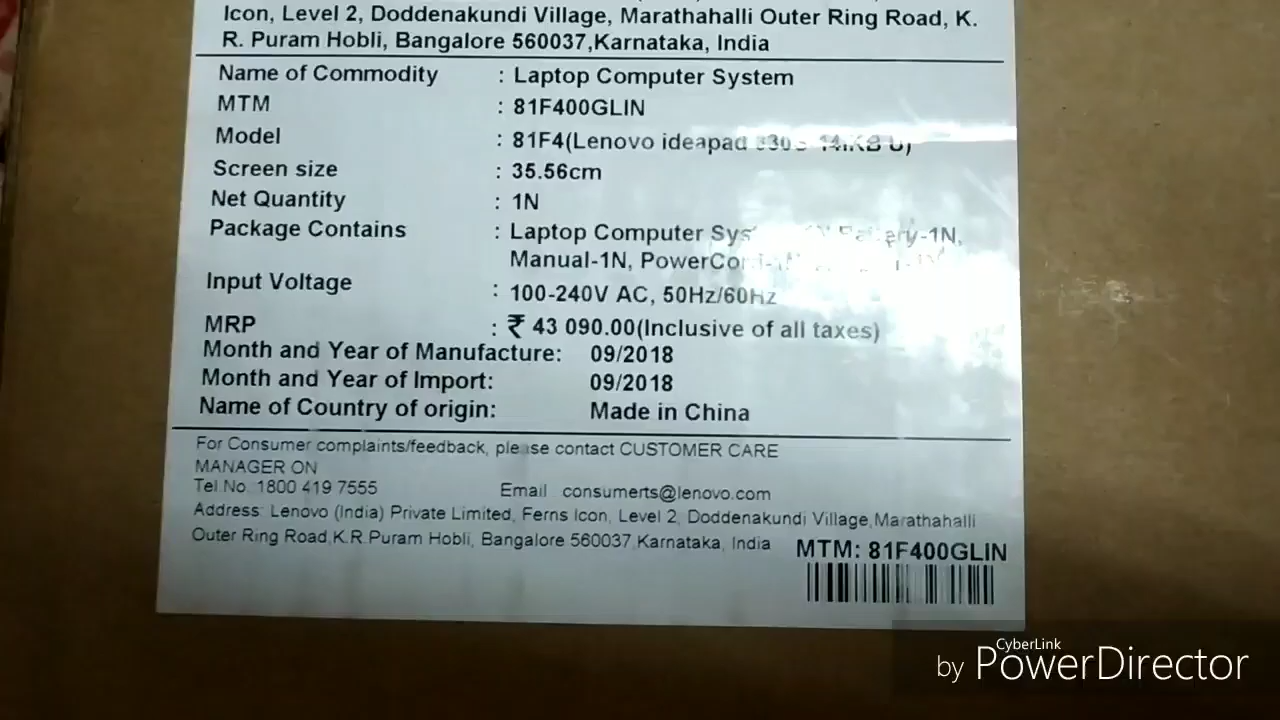 Icon, Level 2, Doddenakundi Village, Marathahalli Outer Ring Road, K.
R. Puram Hobli, Bangalore 560037,Karnataka, India
Name of Commodity : Laptop Computer System
MTM : 81F400GLIN
Model : 81F4(Lenovo ideapad 330S-14IKB U)
Screen size : 35.56cm
Net Quantity : 1N
Package Contains : Laptop Computer Battery-1N,
Manual-1N,
Input Voltage : 100-240V AC, 50Hz/60Hz
MRP : ₹ 43 090.00(Inclusive of all taxes)
Month and Year of Manufacture: 09/2018
Month and Year of Import: 09/2018
Name of Country of origin: Made in China
For Consumer complaints/feedback, please contact CUSTOMER CARE
MANAGER ON
Tel.No. 1800 419 7555 Email consumerts@lenovo.com
Address: Lenovo (India) Private Limited, Ferns Icon, Level 2, Doddenakundi Village,Marathahalli
Outer Ring Road,K.R.Puram Hobli, Bangalore 560037,Karnataka, India
MTM: 81F400GLIN
CyberLink
by PowerDirector